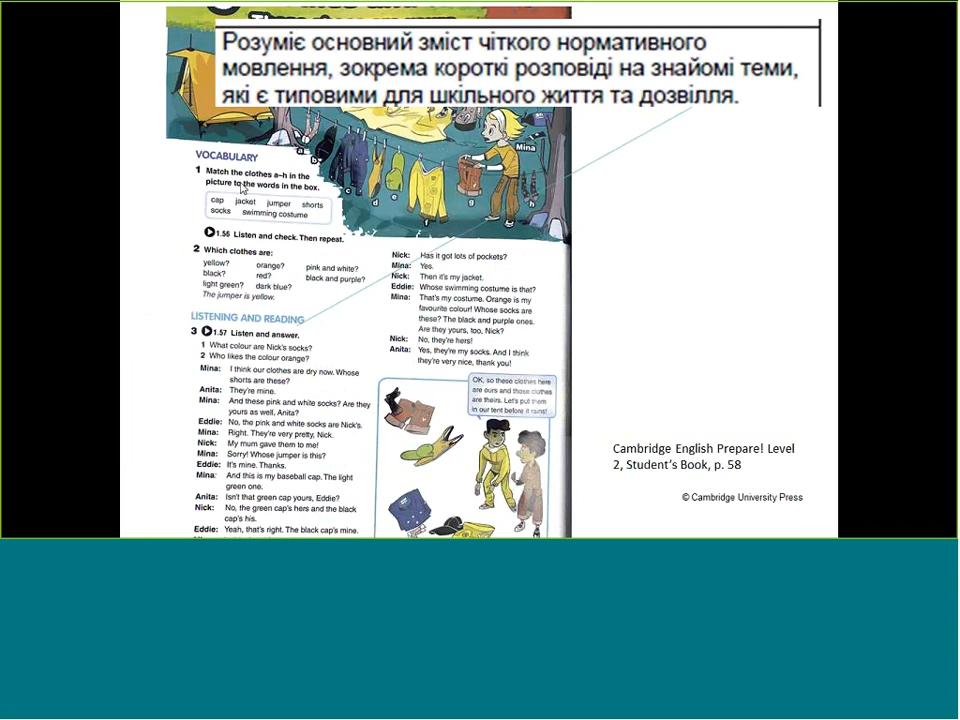 Розуміє основний зміст чіткого нормативного
мовлення, зокрема короткі розповіді на знайомі теми,
які є типовими для шкільного життя та дозвілля.
Mina
a
b
c
d
e
f
g
h
VOCABULARY
1 Match the clothes a–h in the
picture to the words in the box.
cap jacket jumper shorts
socks swimming costume
1.56 Listen and check. Then repeat.
2 Which clothes are:
yellow? orange? pink and white?
black? red? black and purple?
light green? dark blue?
The jumper is yellow.
LISTENING AND READING
3 1.57 Listen and answer.
1 What colour are Nick's socks?
2 Who likes the colour orange?
Mina: I think our clothes are dry now. Whose
shorts are these?
Anita: They're mine.
Mina: And these pink and white socks? Are they
yours as well, Anita?
Eddie: No, the pink and white socks are Nick's.
Mina: Right. They're very pretty, Nick.
Nick: My mum gave them to me!
Mina: Sorry! Whose jumper is this?
Eddie: It's mine. Thanks.
Mina: And this is my baseball cap. The light
green one.
Anita: Isn't that green cap yours, Eddie?
Nick: No, the green cap's hers and the black
cap's his.
Eddie: Yeah, that's right. The black cap's mine.
Nick: Has it got lots of pockets?
Mina: Yes.
Nick: Then it's my jacket.
Eddie: Whose swimming costume is that?
Mina: That's my costume. Orange is my
favourite colour! Whose socks are
these? The black and purple ones.
Are they yours, too, Nick?
Nick: No, they're hers!
Anita: Yes, they're my socks. And I think
they're very nice, thank you!
OK, so these clothes here
are ours and those clothes
are theirs. Let's put them
in our tent before it rains!
Cambridge English Prepare! Level
2, Student's Book, p. 58
© Cambridge University Press